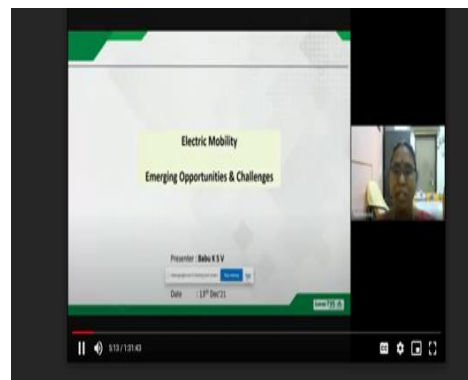 Electric Mobility
Emerging Opportunities & Challenges
Presenter : Babu K S V
Date : 13th Dec'21
5:13 / 1:31:43